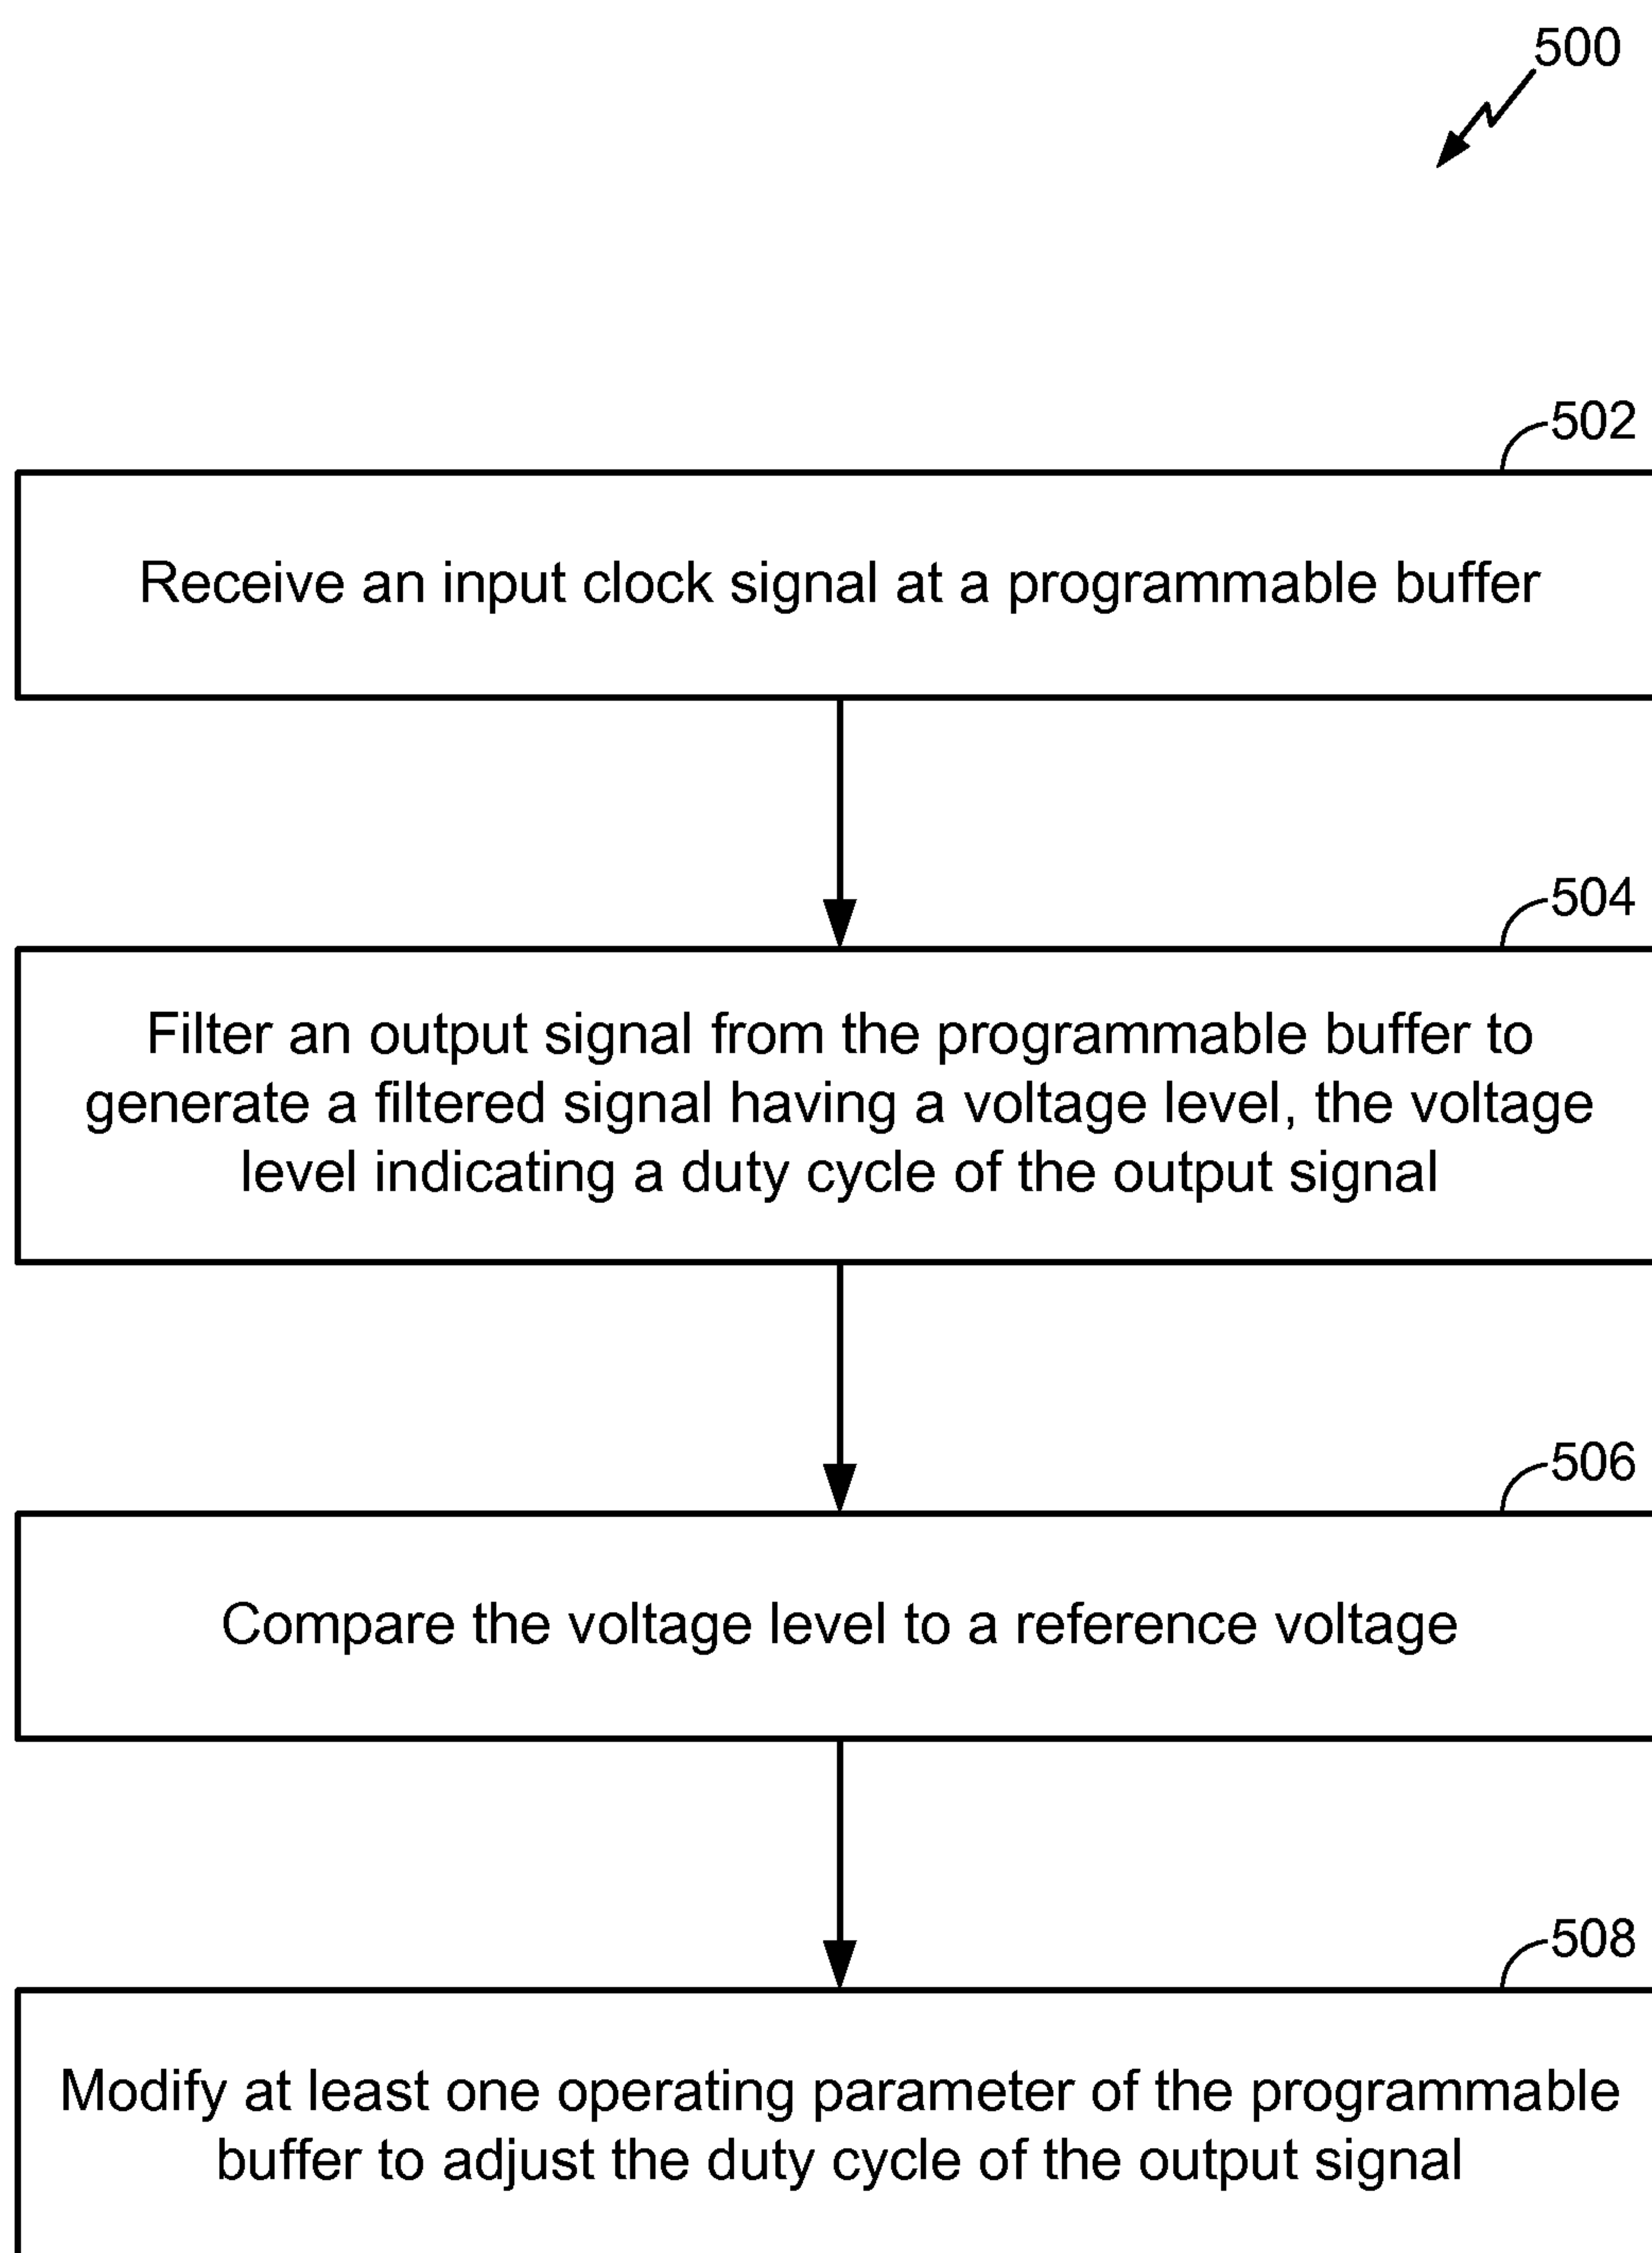 500
502
Receive an input clock signal at a programmable buffer
504
Filter an output signal from the programmable buffer to
generate a filtered signal having a voltage level, the voltage
level indicating a duty cycle of the output signal
506
Compare the voltage level to a reference voltage
508
Modify at least one operating parameter of the programmable
buffer to adjust the duty cycle of the output signal